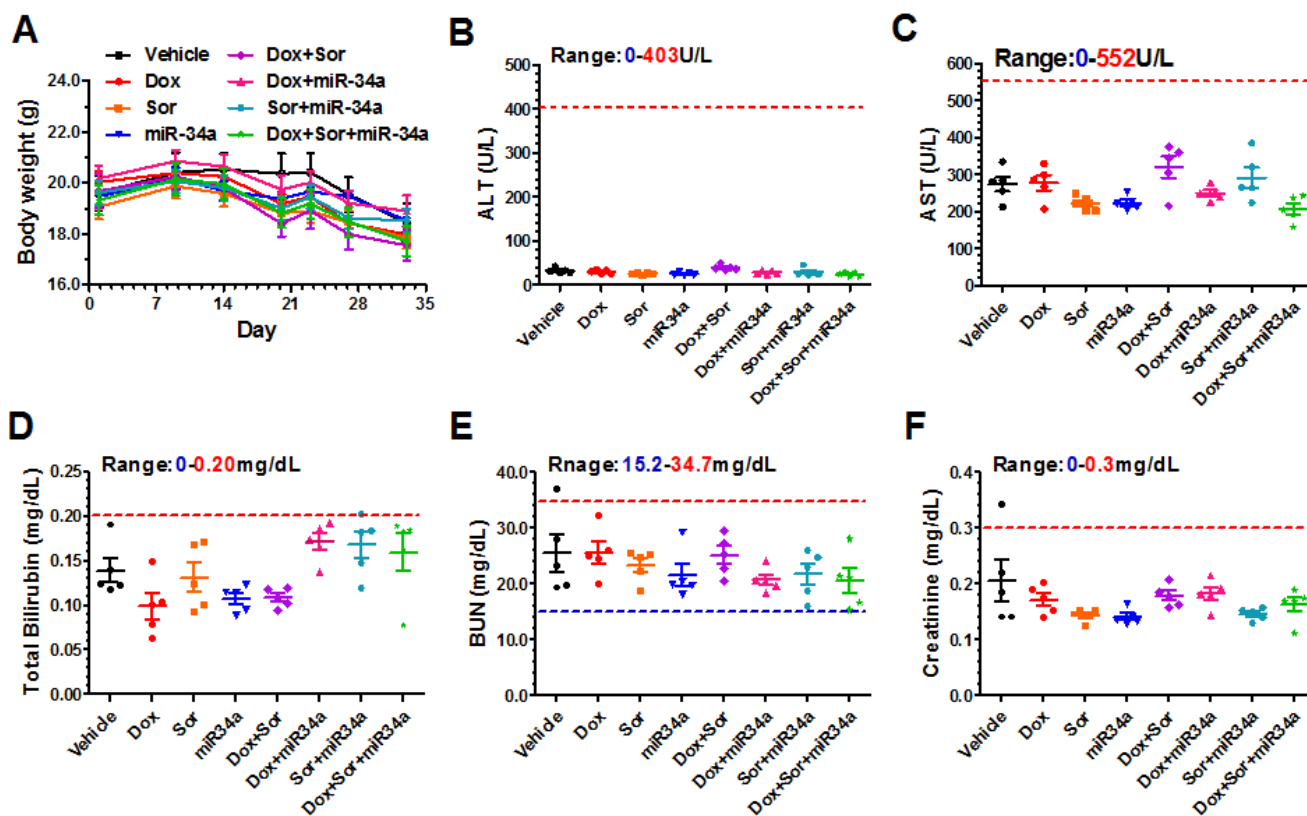 A
Vehicle
Dox
Sor
miR-34a
Dox+Sor
Dox+miR-34a
Sor+miR-34a
Dox+Sor+miR-34a
Body weight (g)
24.0
22.0
20.0
18.0
16.0
0 7 14 21 28 35
Day
B
Range:0-403U/L
ALT (U/L)
500
450
400
350
300
250
200
150
100
50
0
Vehicle
Dox
Sor
miR34a
Dox+Sor
Dox+miR34a
Sor+miR34a
Dox+Sor+miR34a
C
Range:0-552U/L
AST (U/L)
600
500
400
300
200
100
0
Vehicle
Dox
Sor
miR34a
Dox+Sor
Dox+miR34a
Sor+miR34a
Dox+Sor+miR34a
D
Range:0-0.20mg/dL
Total Bilirubin (mg/dL)
0.25
0.20
0.15
0.10
0.05
0.00
Vehicle
Dox
Sor
miR34a
Dox+Sor
Dox+miR34a
Sor+miR34a
Dox+Sor+miR34a
E
Rnage:15.2-34.7mg/dL
BUN (mg/dL)
40.0
30.0
20.0
10.0
0.0
Vehicle
Dox
Sor
miR34a
Dox+Sor
Dox+miR34a
Sor+miR34a
Dox+Sor+miR34a
F
Range:0-0.3mg/dL
Creatinine (mg/dL)
0.4
0.3
0.2
0.1
0.0
Vehicle
Dox
Sor
miR34a
Dox+Sor
Dox+miR34a
Sor+miR34a
Dox+Sor+miR34a